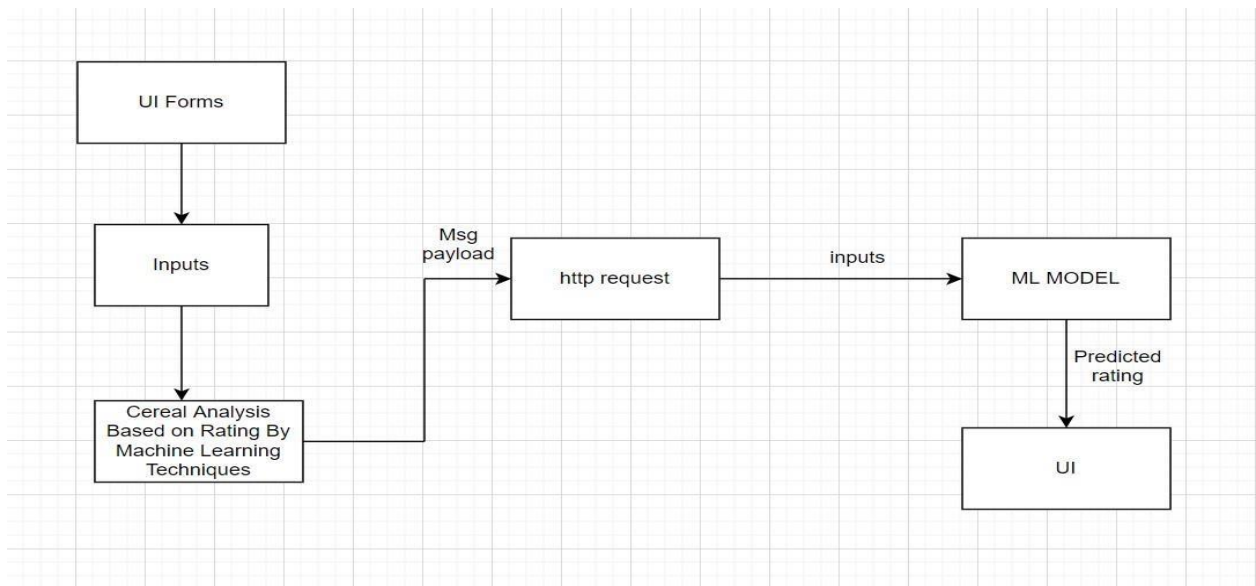 UI Forms
Inputs
Cereal Analysis
Based on Rating By
Machine Learning
Techniques
Msg
payload
http request
inputs
ML MODEL
Predicted
rating
UI